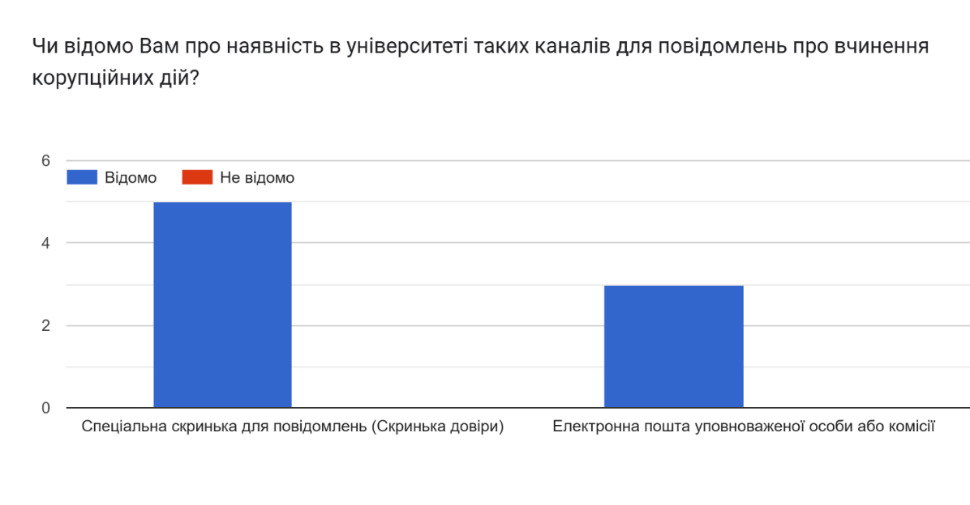 Чи відомо Вам про наявність в університеті таких каналів для повідомлень про вчинення
корупційних дій?
6
Відомо Не відомо
4
2
0
Спеціальна скринька для повідомлень (Скринька довіри) Електронна пошта уповноваженої особи або комісії